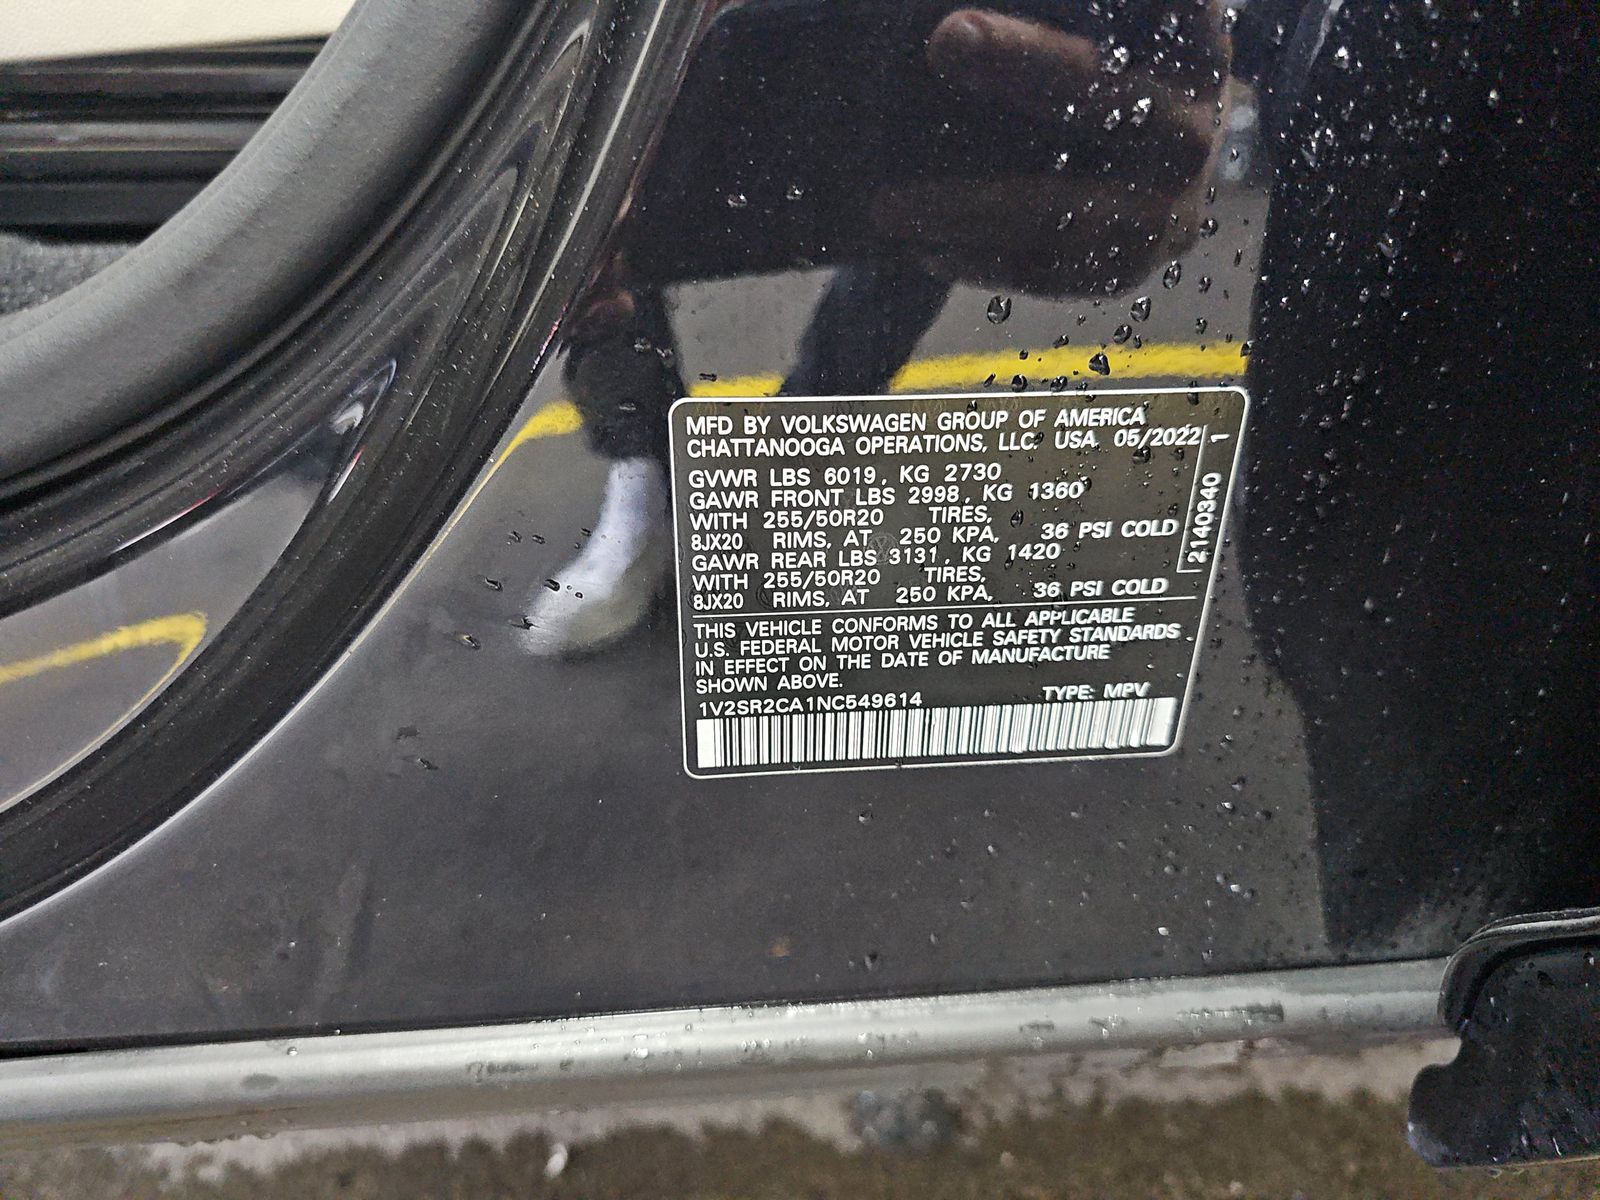 MFD BY VOLKSWAGEN GROUP OF AMERICA
CHATTANOOGA OPERATIONS, LLC. USA 05/2022
GVWR LBS 6019, KG 2730
GAWR FRONT LBS 2998, KG 1360
WITH 255/50R20 TIRES,
8JX20 RIMS, AT 250 KPA, 36 PSI COLD
GAWR REAR LBS 3131, KG 1420
WITH 255/50R20 TIRES,
8JX20 RIMS, AT 250 KPA, 36 PSI COLD
THIS VEHICLE CONFORMS TO ALL APPLICABLE
U.S. FEDERAL MOTOR VEHICLE SAFETY STANDARDS
IN EFFECT ON THE DATE OF MANUFACTURE
SHOWN ABOVE.
1V2SR2CA1NC549614 TYPE: MPV
2140340 1